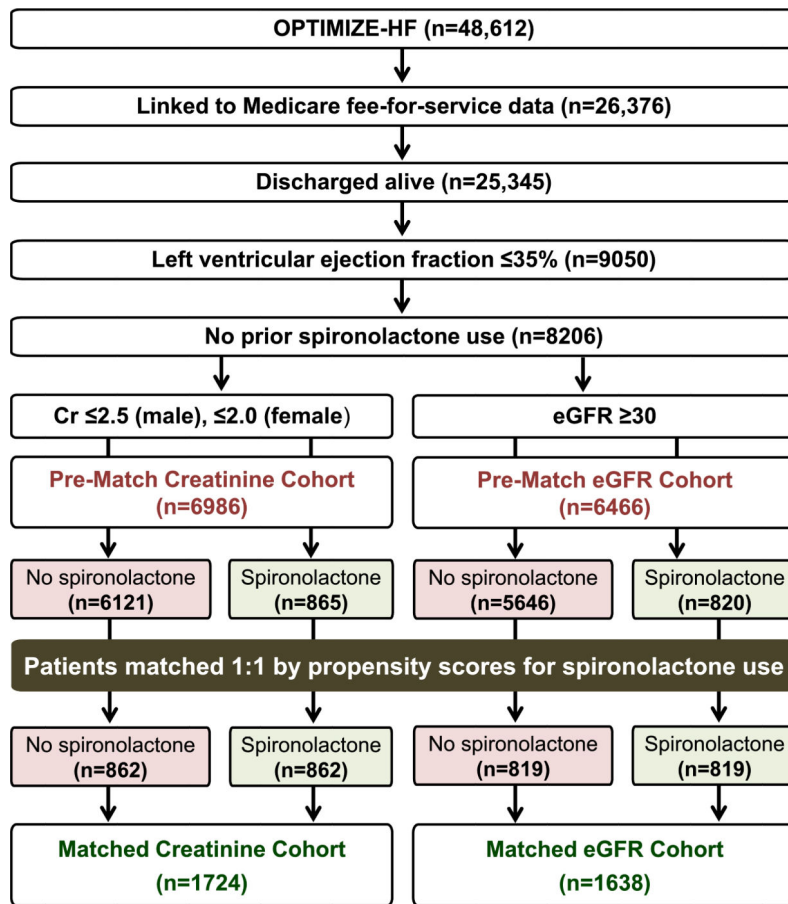 OPTIMIZE-HF (n=48,612)
Linked to Medicare fee-for-service data (n=26,376)
Discharged alive (n=25,345)
Left ventricular ejection fraction ≤35% (n=9050)
No prior spironolactone use (n=8206)
Cr ≤2.5 (male), ≤2.0 (female)
eGFR ≥30
Pre-Match Creatinine Cohort
(n=6986)
Pre-Match eGFR Cohort
(n=6466)
No spironolactone
(n=6121)
Spironolactone
(n=865)
No spironolactone
(n=5646)
Spironolactone
(n=820)
Patients matched 1:1 by propensity scores for spironolactone use
No spironolactone
(n=862)
Spironolactone
(n=862)
No spironolactone
(n=819)
Spironolactone
(n=819)
Matched Creatinine Cohort
(n=1724)
Matched eGFR Cohort
(n=1638)